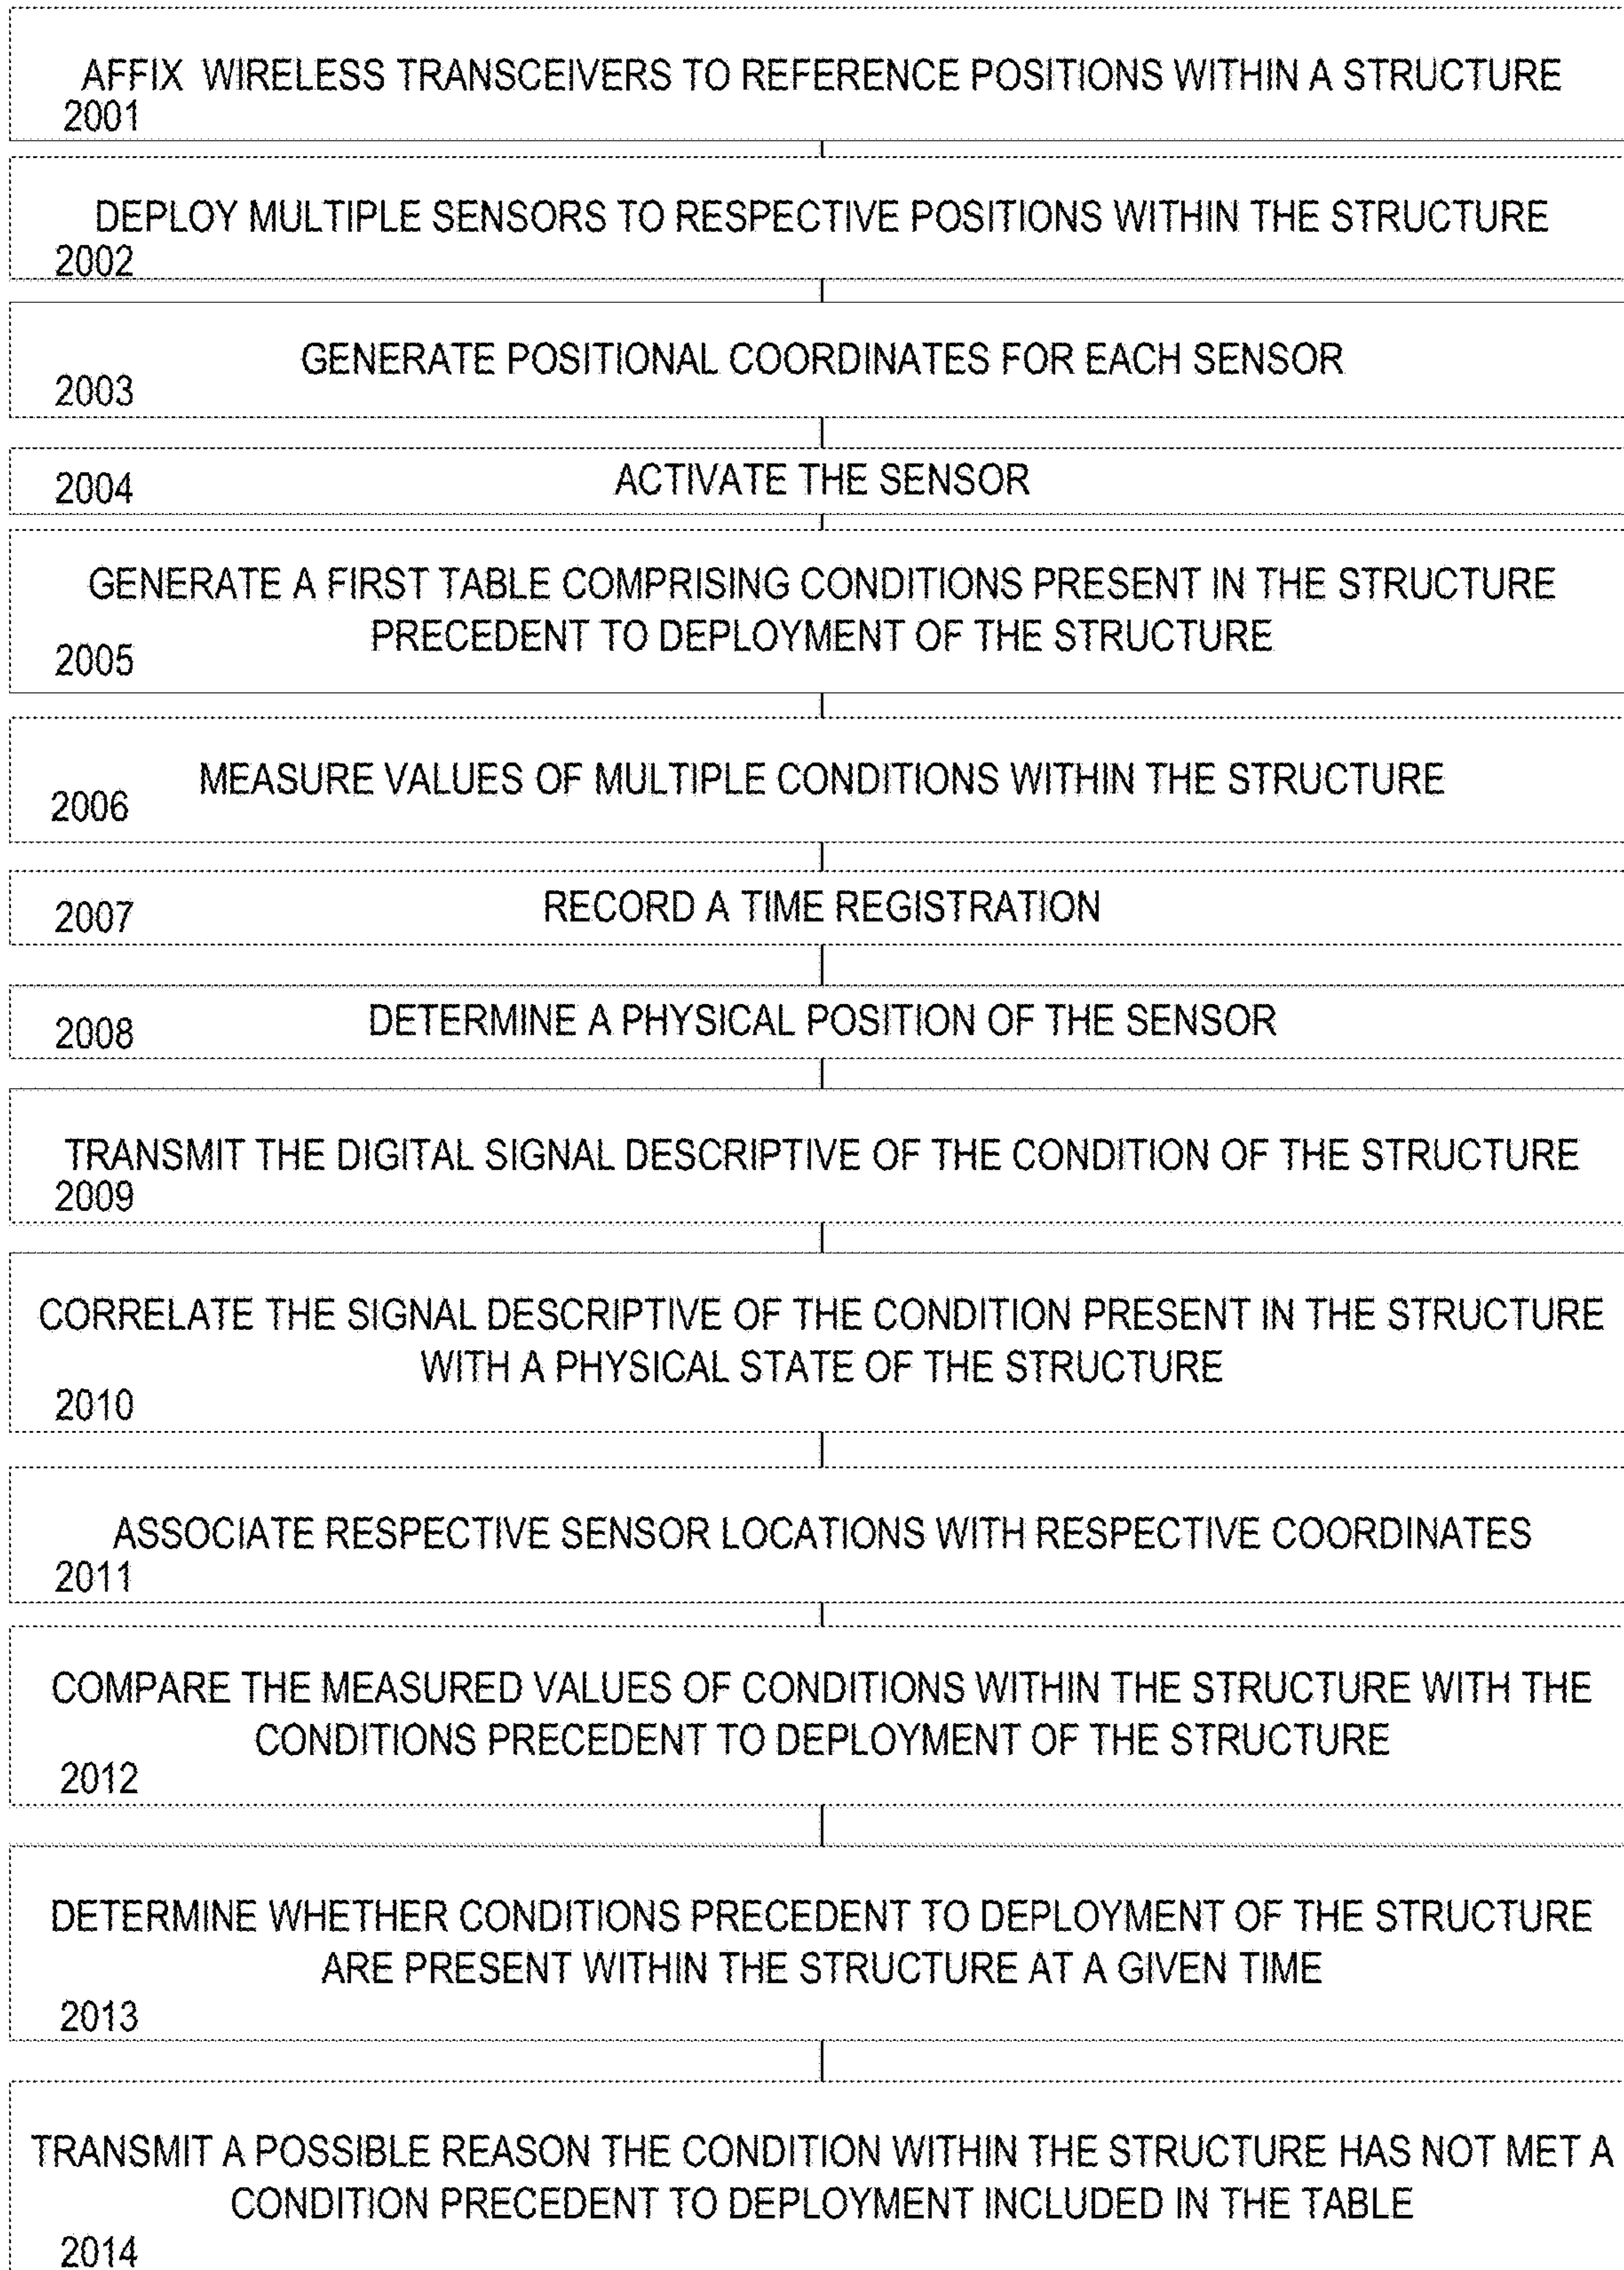 AFFIX WIRELESS TRANSCEIVERS TO REFERENCE POSITIONS WITHIN A STRUCTURE
2001
DEPLOY MULTIPLE SENSORS TO RESPECTIVE POSITIONS WITHIN THE STRUCTURE
2002
GENERATE POSITIONAL COORDINATES FOR EACH SENSOR
2003
ACTIVATE THE SENSOR
2004
GENERATE A FIRST TABLE COMPRISING CONDITIONS PRESENT IN THE STRUCTURE
PRECEDENT TO DEPLOYMENT OF THE STRUCTURE
2005
MEASURE VALUES OF MULTIPLE CONDITIONS WITHIN THE STRUCTURE
2006
RECORD A TIME REGISTRATION
2007
DETERMINE A PHYSICAL POSITION OF THE SENSOR
2008
TRANSMIT THE DIGITAL SIGNAL DESCRIPTIVE OF THE CONDITION OF THE STRUCTURE
2009
CORRELATE THE SIGNAL DESCRIPTIVE OF THE CONDITION PRESENT IN THE STRUCTURE
WITH A PHYSICAL STATE OF THE STRUCTURE
2010
ASSOCIATE RESPECTIVE SENSOR LOCATIONS WITH RESPECTIVE COORDINATES
2011
COMPARE THE MEASURED VALUES OF CONDITIONS WITHIN THE STRUCTURE WITH THE
CONDITIONS PRECEDENT TO DEPLOYMENT OF THE STRUCTURE
2012
DETERMINE WHETHER CONDITIONS PRECEDENT TO DEPLOYMENT OF THE STRUCTURE
ARE PRESENT WITHIN THE STRUCTURE AT A GIVEN TIME
2013
TRANSMIT A POSSIBLE REASON THE CONDITION WITHIN THE STRUCTURE HAS NOT MET A
CONDITION PRECEDENT TO DEPLOYMENT INCLUDED IN THE TABLE
2014